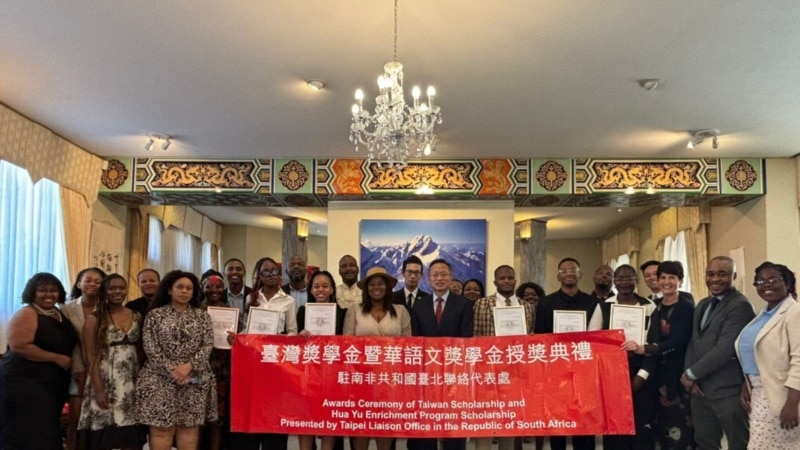 臺灣獎學金暨華語文獎學金授獎典禮
駐南非共和國臺北聯絡代表處
Awards Ceremony of Taiwan Scholarship and
Hua Yu Enrichment Program Scholarship
Presented by Taipei Liaison Office in the Republic of South Africa